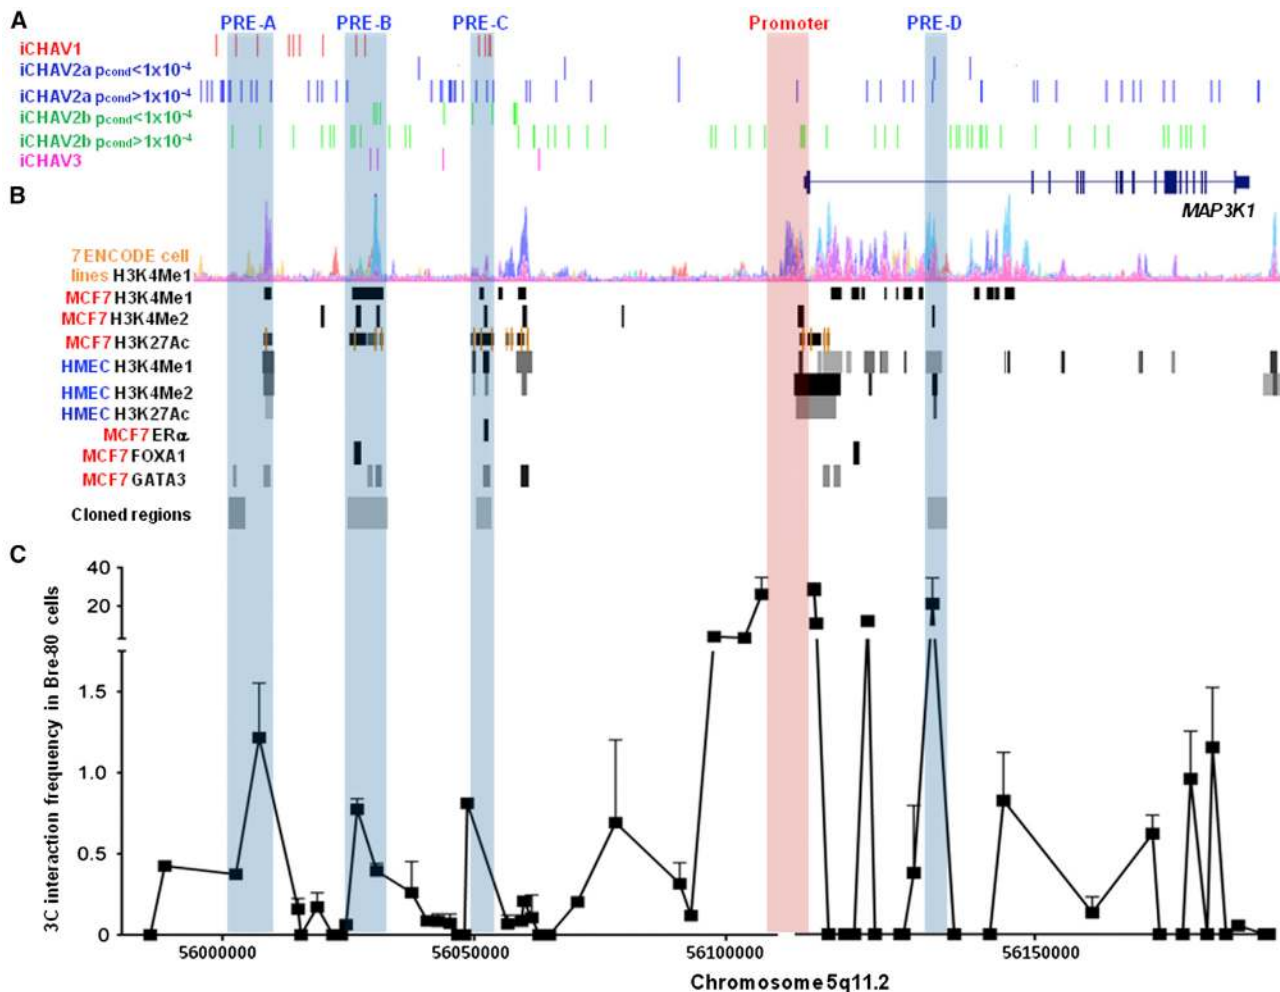 A
PRE-A PRE-B PRE-C Promoter PRE-D
iCHAV1
iCHAV2a pcond<1x10-4
iCHAV2a pcond>1x10-4
iCHAV2b pcond<1x10-4
iCHAV2b pcond>1x10-4
iCHAV3
MAP3K1
B
7 ENCODE cell
lines H3K4Me1
MCF7 H3K4Me1
MCF7 H3K4Me2
MCF7 H3K27Ac
HMEC H3K4Me1
HMEC H3K4Me2
HMEC H3K27Ac
MCF7 ERα
MCF7 FOXA1
MCF7 GATA3
Cloned regions
C
3C interaction frequency in Bre-80 cells
40
20
1.5
1.0
0.5
0
56000000 56050000 56100000 56150000
Chromosome 5q11.2